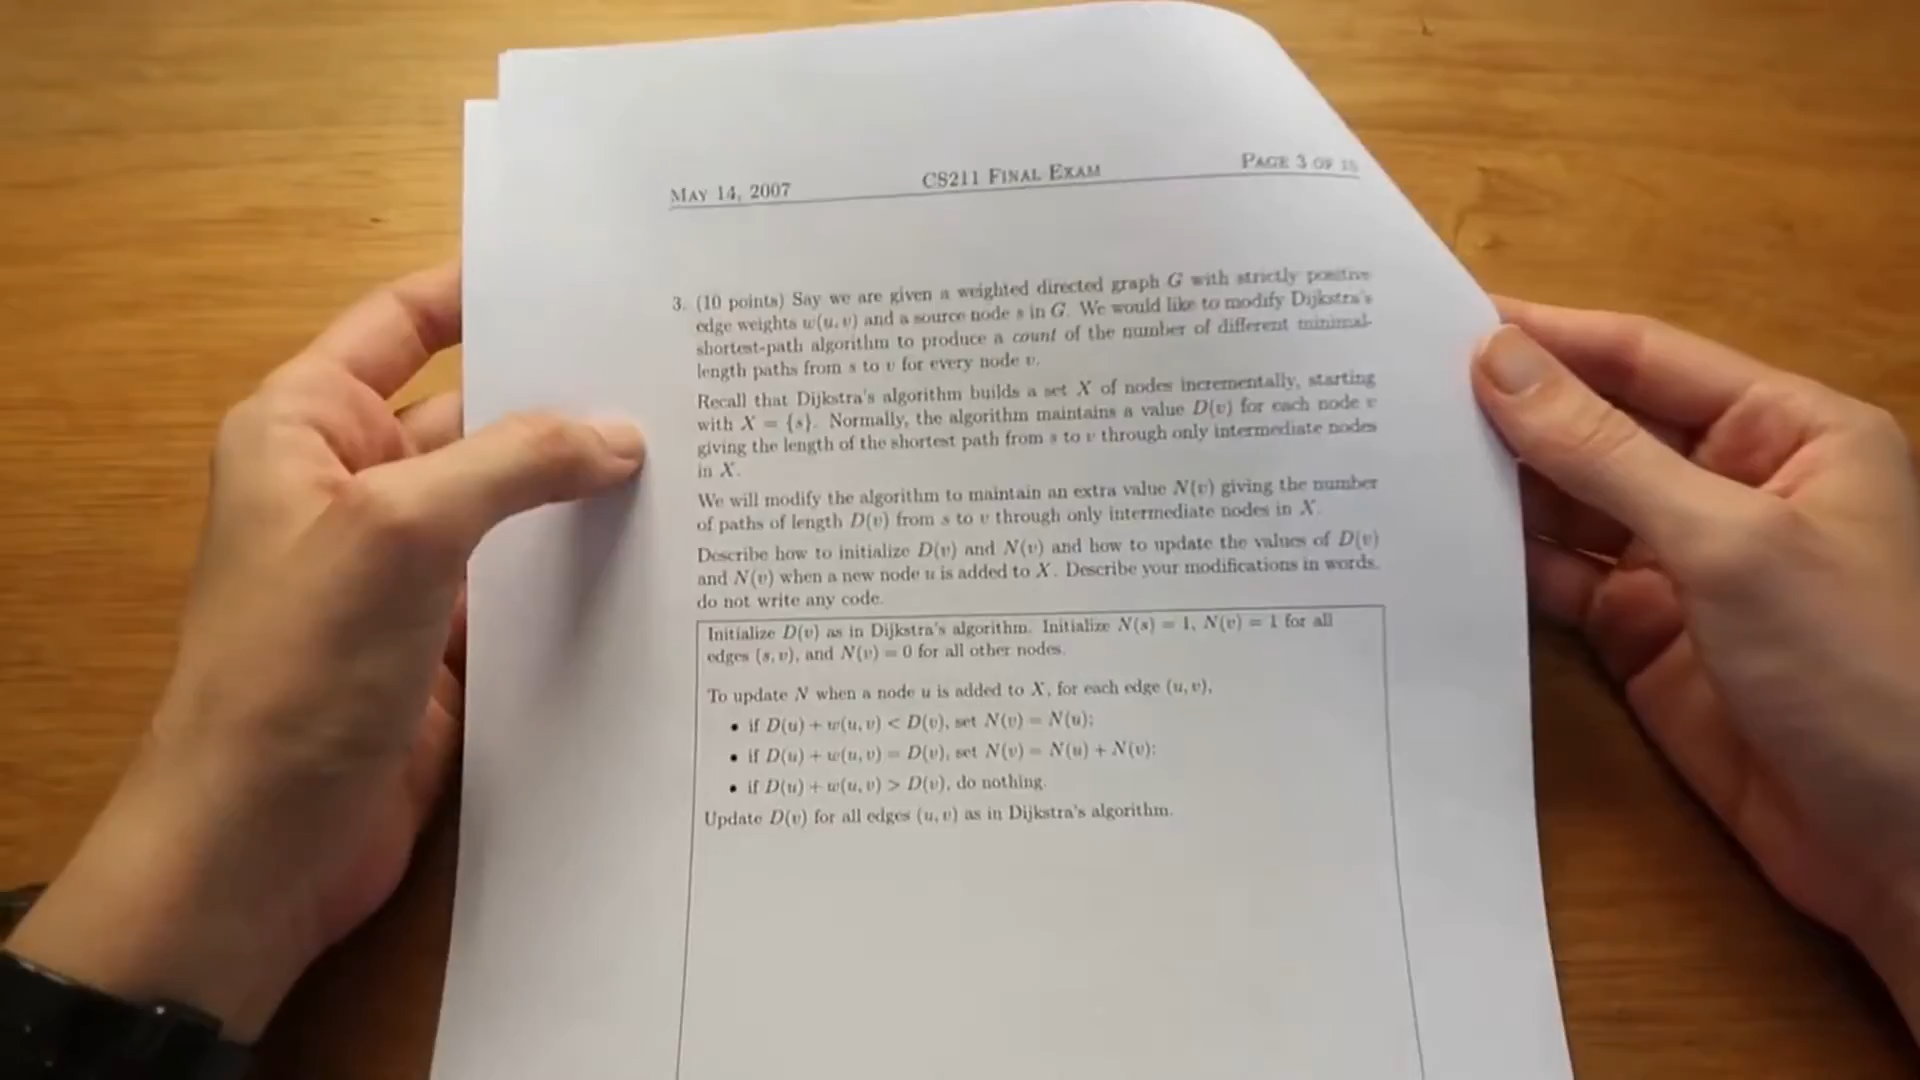 MAY 14, 2007 CS211 FINAL EXAM PAGE 3 OF 15
3. (10 points) Say we are given a weighted directed graph G with strictly positive
edge weights w(u, v) and a source node s in G. We would like to modify Dijkstra's
shortest-path algorithm to produce a count of the number of different minimal-
length paths from s to v for every node v.
Recall that Dijkstra's algorithm builds a set X of nodes incrementally, starting
with X = {s}. Normally, the algorithm maintains a value D(v) for each node v
giving the length of the shortest path from s to v through only intermediate nodes
in X.
We will modify the algorithm to maintain an extra value N(v) giving the number
of paths of length D(v) from s to v through only intermediate nodes in X.
Describe how to initialize D(v) and N(v) and how to update the values of D(v)
and N(v) when a new node u is added to X. Describe your modifications in words,
do not write any code.
Initialize D(v) as in Dijkstra's algorithm. Initialize N(s) = 1, N(v) = 1 for all
edges (s, v), and N(v) = 0 for all other nodes.
To update N when a node u is added to X, for each edge (u, v),
• if D(u) + w(u, v) < D(v), set N(v) = N(u);
• if D(u) + w(u, v) = D(v), set N(v) = N(u) + N(v);
• if D(u) + w(u, v) > D(v), do nothing.
Update D(v) for all edges (u, v) as in Dijkstra's algorithm.